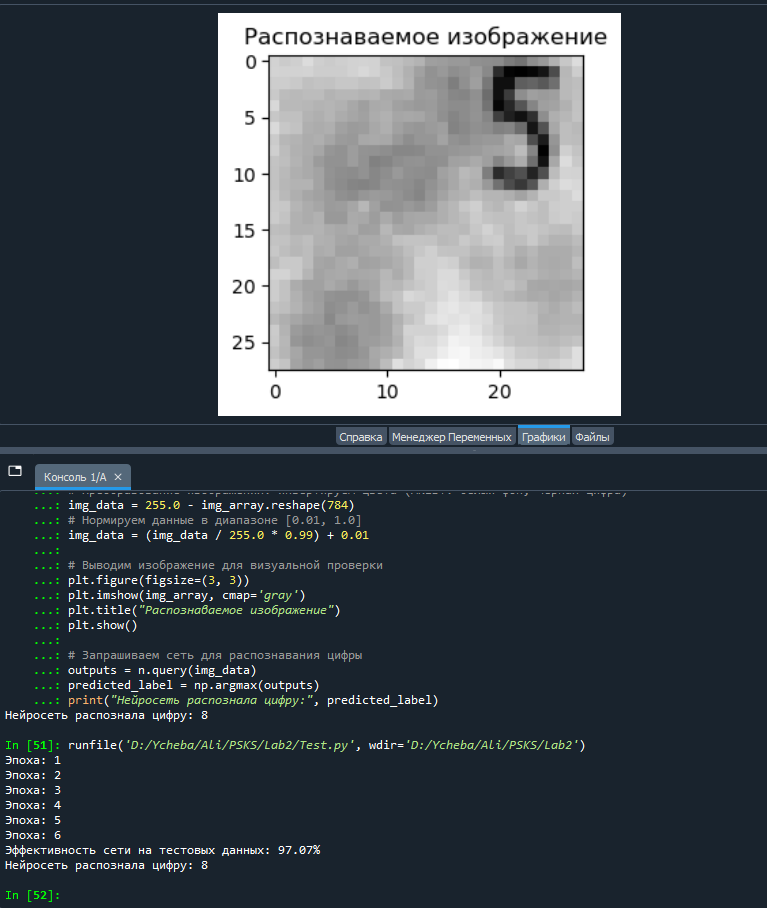 Распознаваемое изображение
0
5
10
15
20
25
0 10 20
Справка Менеджер Переменных Графики Файлы
Консоль 1/A ×
...: img_data = 255.0 - img_array.reshape(784)
...: # Нормируем данные в диапазоне [0.01, 1.0]
...: img_data = (img_data / 255.0 * 0.99) + 0.01
...:
...: # Выводим изображение для визуальной проверки
...: plt.figure(figsize=(3, 3))
...: plt.imshow(img_array, cmap='gray')
...: plt.title("Распознаваемое изображение")
...: plt.show()
...:
...: # Запрашиваем сеть для распознавания цифры
...: outputs = n.query(img_data)
...: predicted_label = np.argmax(outputs)
...: print("Нейросеть распознала цифру:", predicted_label)
Нейросеть распознала цифру: 8
In [51]: runfile('D:/Ycheba/Ali/PSKS/Lab2/Test.py', wdir='D:/Ycheba/Ali/PSKS/Lab2')
Эпоха: 1
Эпоха: 2
Эпоха: 3
Эпоха: 4
Эпоха: 5
Эпоха: 6
Эффективность сети на тестовых данных: 97.07%
Нейросеть распознала цифру: 8
In [52]: